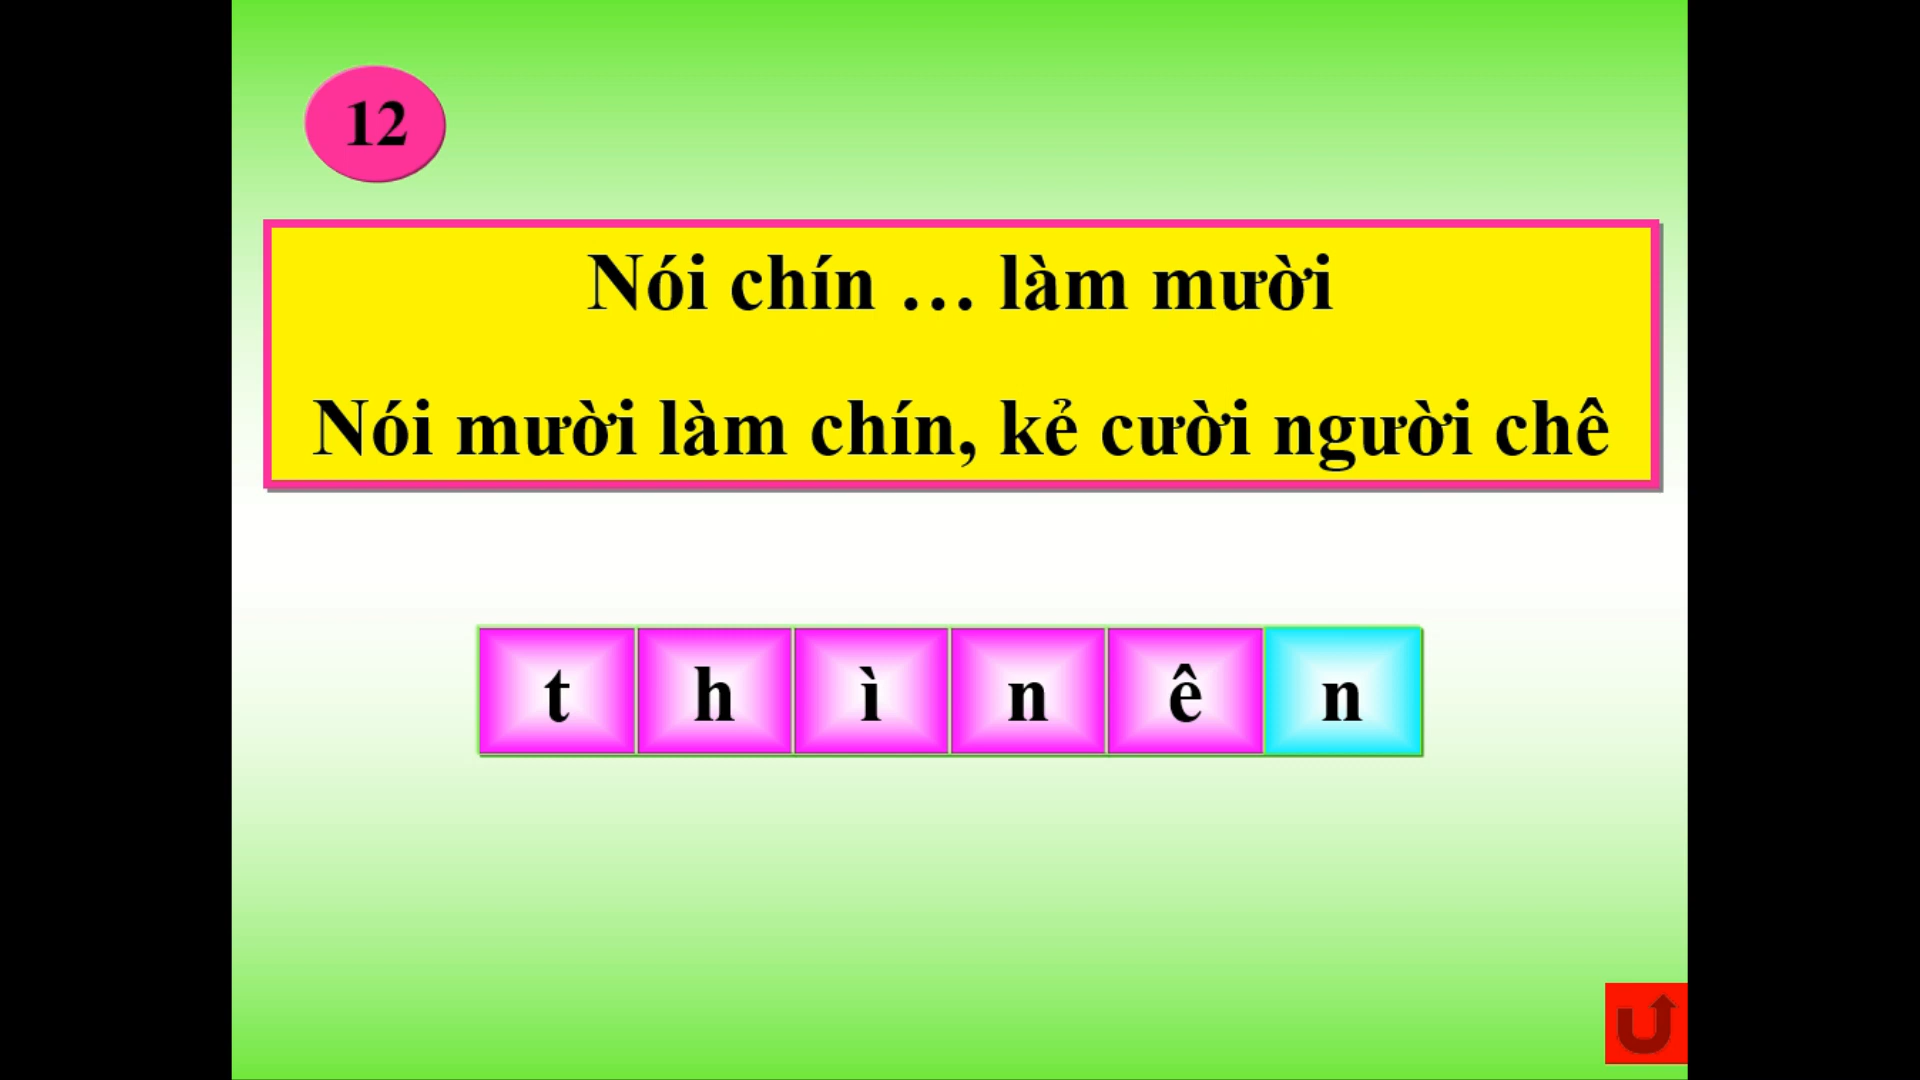 12
Nói chín … làm mười
Nói mười làm chín, kẻ cười người chê
t h ì n ê n